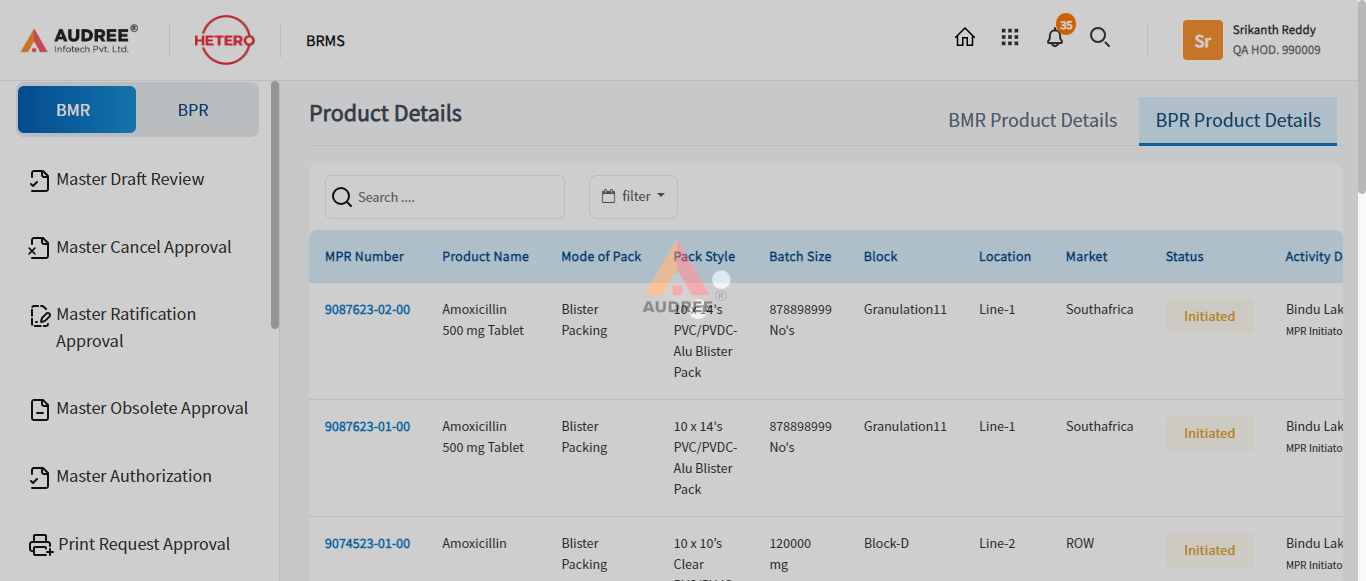 AUDREE®
Infotech Pvt. Ltd.
HETERO
BRMS
35
Sr
Srikanth Reddy
QA HOD. 990009
BMR
BPR
Master Draft Review
Master Cancel Approval
Master Ratification
Approval
Master Obsolete Approval
Master Authorization
Print Request Approval
Product Details
BMR Product Details
BPR Product Details
Search ....
filter
MPR Number Product Name Mode of Pack Pack Style Batch Size Block Location Market Status Activity D
AUDREE®
9087623-02-00 Amoxicillin 500 mg Tablet Blister Packing 10 x 14's PVC/PVDC-Alu Blister Pack 878898999 No's Granulation11 Line-1 Southafrica Initiated Bindu Lak MPR Initiato
9087623-01-00 Amoxicillin 500 mg Tablet Blister Packing 10 x 14's PVC/PVDC-Alu Blister Pack 878898999 No's Granulation11 Line-1 Southafrica Initiated Bindu Lak MPR Initiato
9074523-01-00 Amoxicillin Blister Packing 10 x 10's Clear 120000 mg Block-D Line-2 ROW Initiated Bindu Lak MPR Initiato